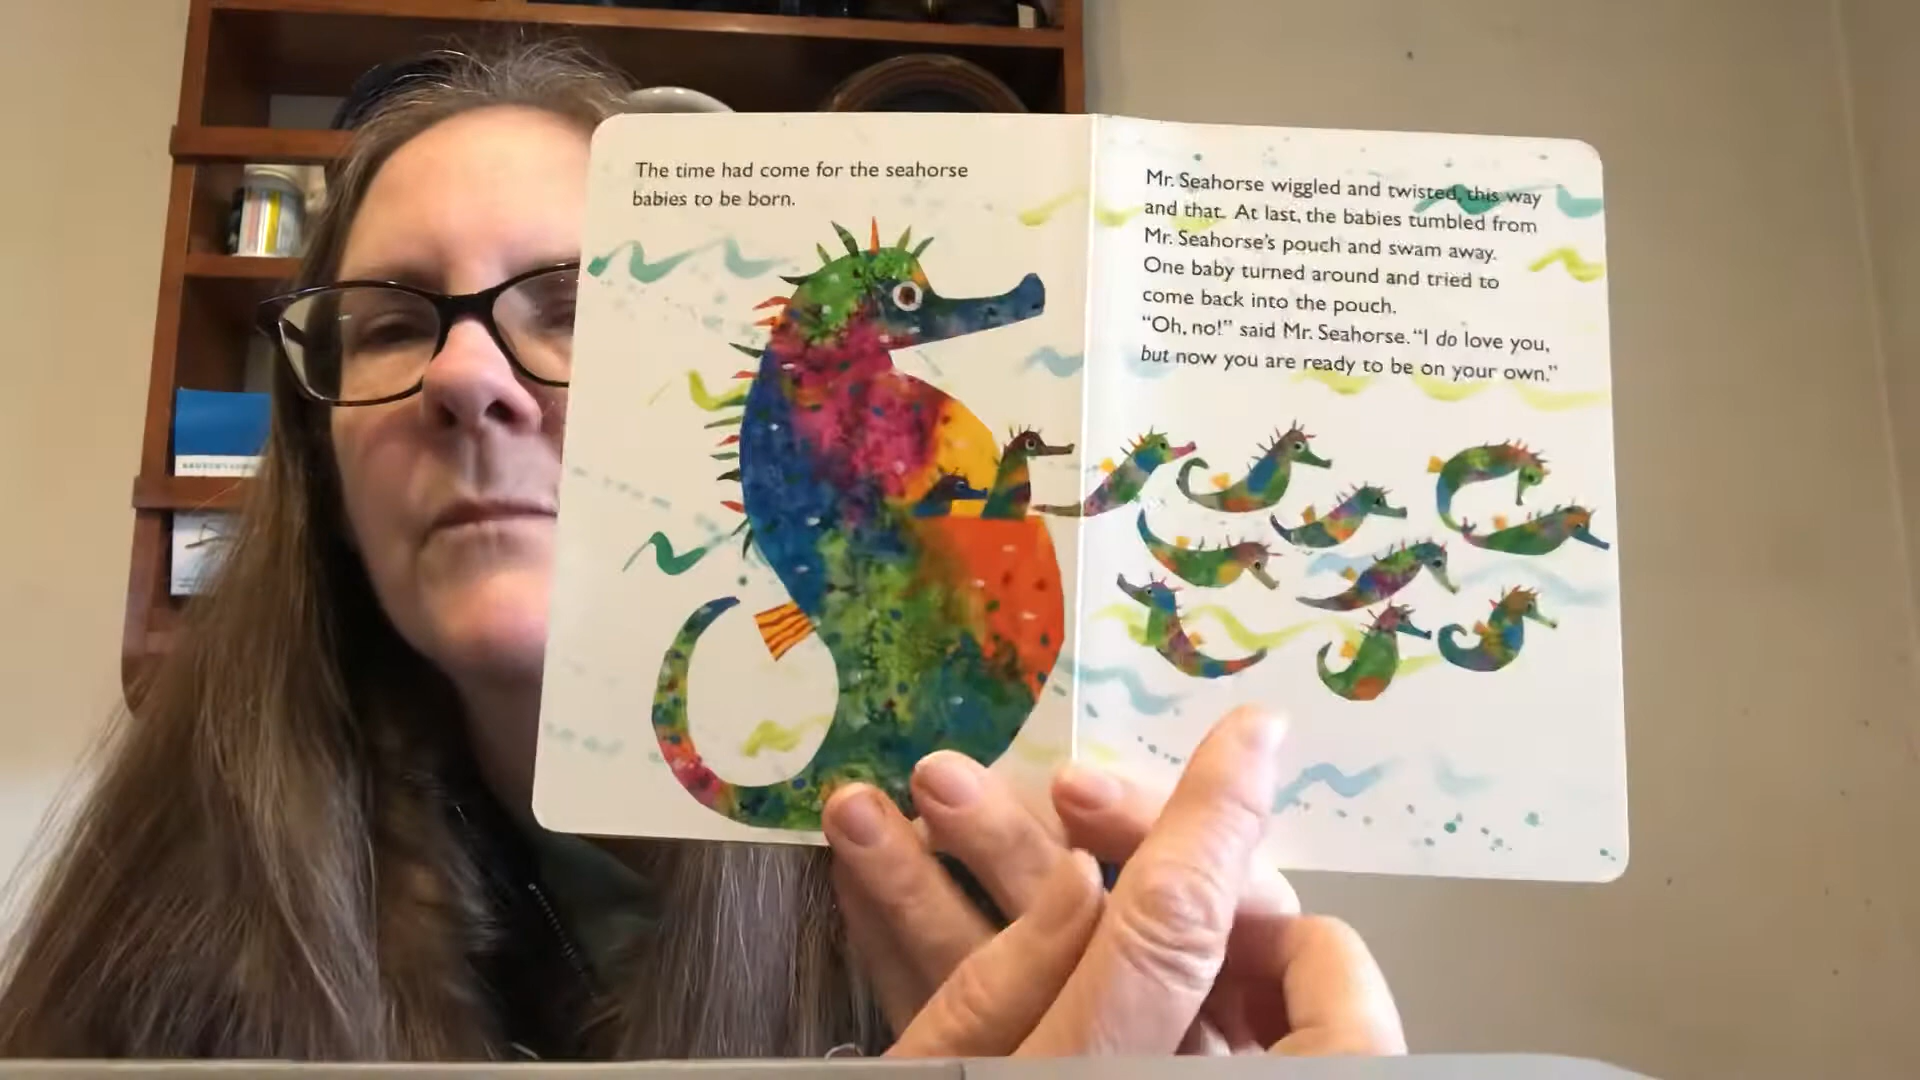 The time had come for the seahorse
babies to be born.
Mr. Seahorse wiggled and twisted, this way
and that. At last, the babies tumbled from
Mr. Seahorse's pouch and swam away.
One baby turned around and tried to
come back into the pouch.
"Oh, no!" said Mr. Seahorse. "I do love you,
but now you are ready to be on your own."